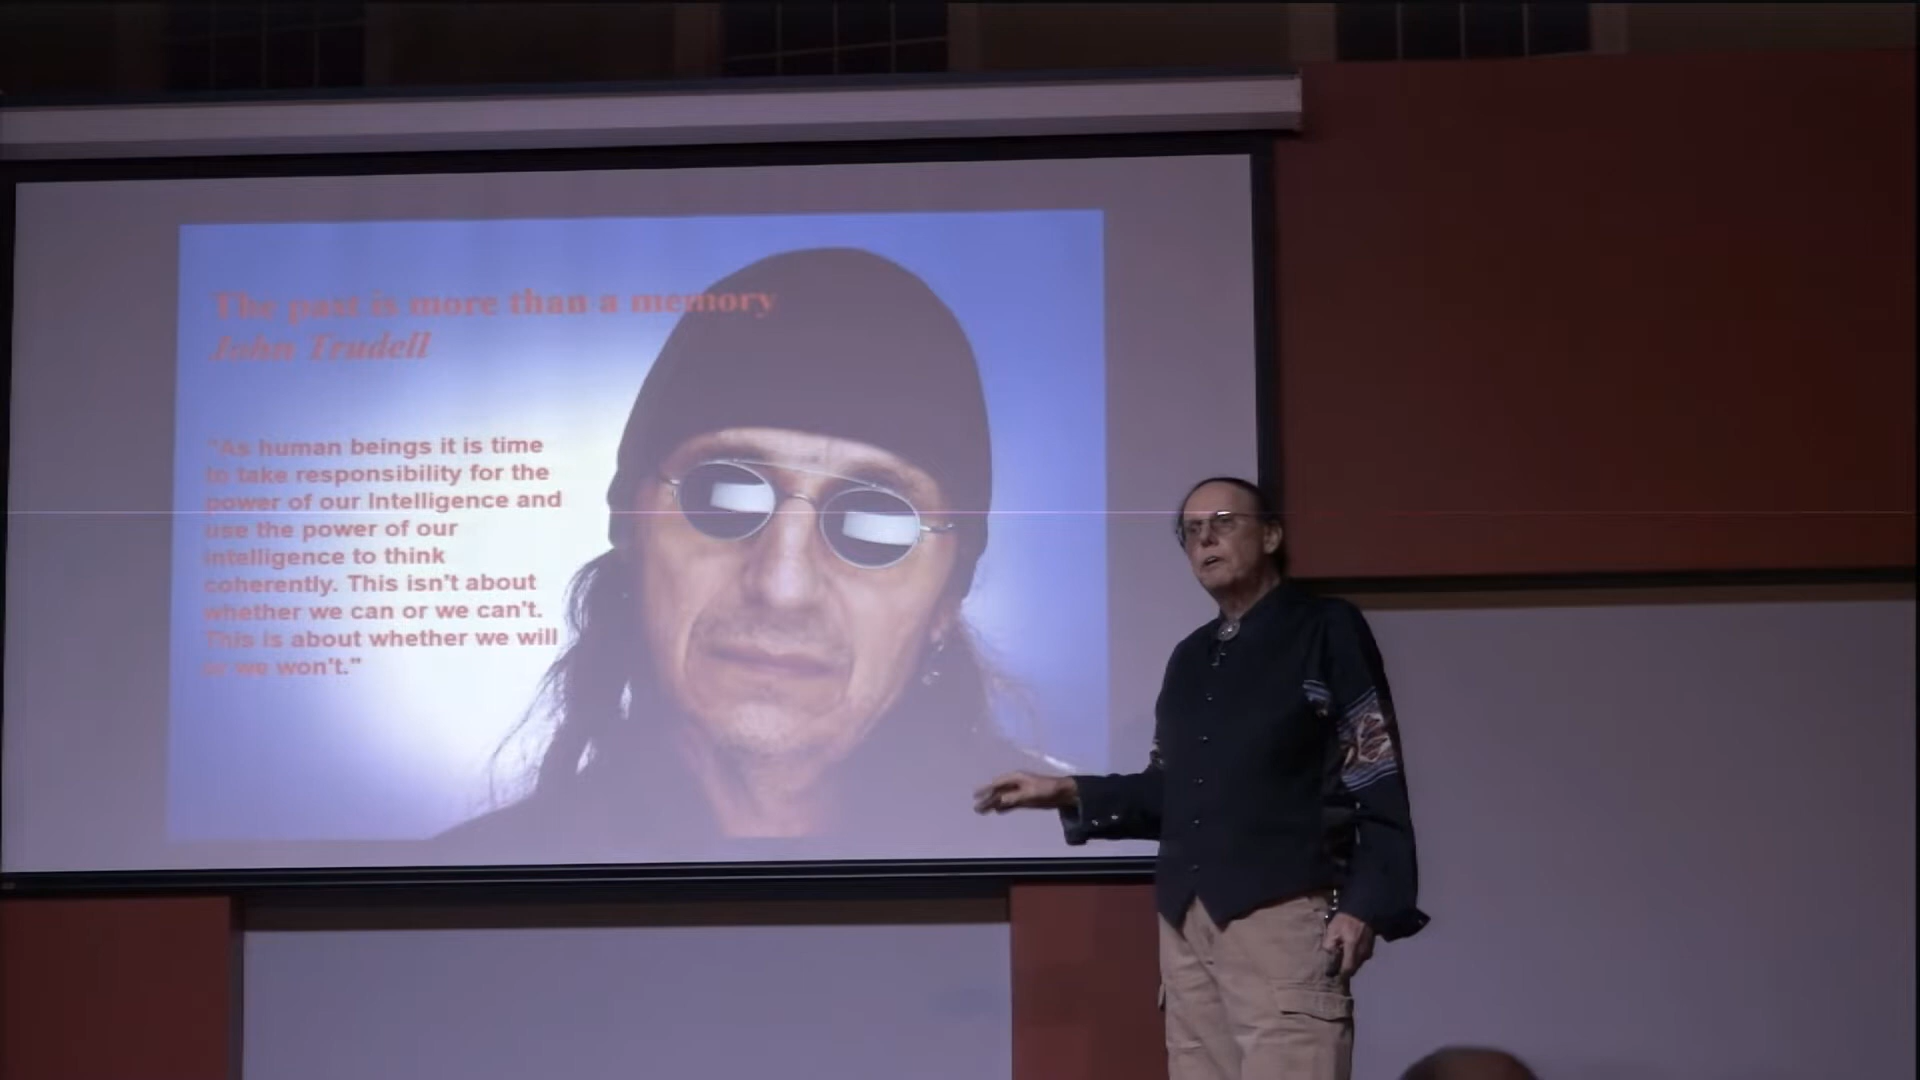 The past is more than a memory
John Trudell
"As human beings it is time
to take responsibility for the
power of our Intelligence and
use the power of our
intelligence to think
coherently. This isn't about
whether we can or we can't.
This is about whether we will
or we won't."